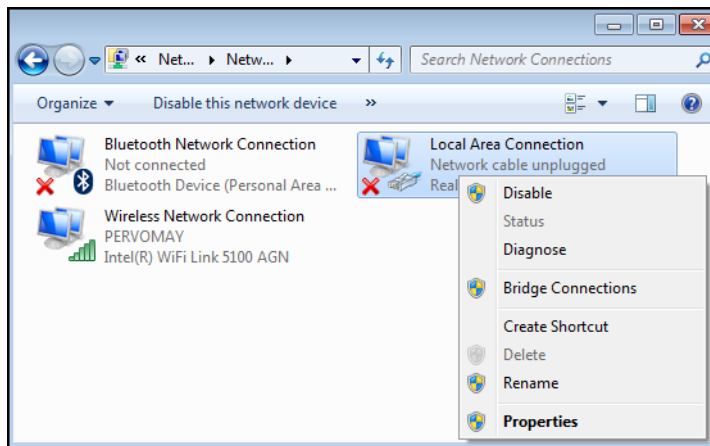 « Net... Netw...
Search Network Connections
Organize Disable this network device »
Bluetooth Network Connection
Not connected
Bluetooth Device (Personal Area ...
Local Area Connection
Network cable unplugged
Real
Wireless Network Connection
PERVOMAY
Intel(R) WiFi Link 5100 AGN
Disable
Status
Diagnose
Bridge Connections
Create Shortcut
Delete
Rename
Properties